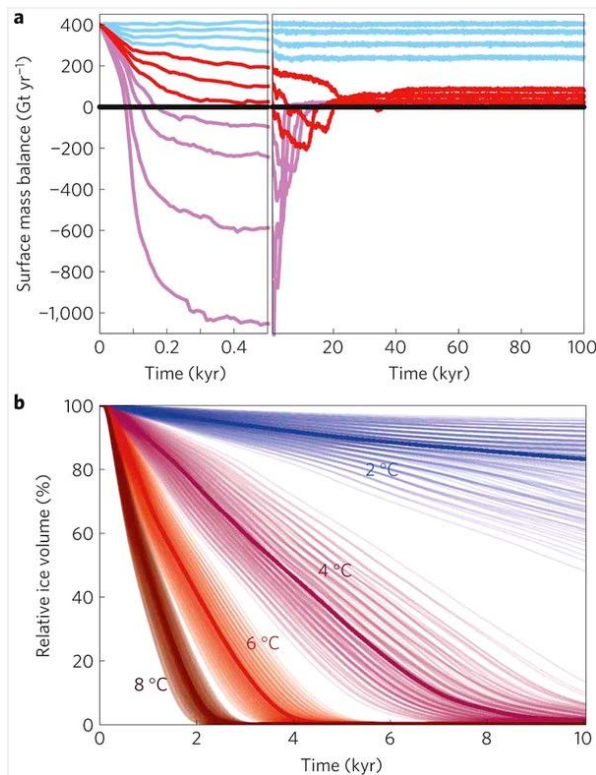 a
Surface mass balance (Gt yr⁻¹)
400
200
0
−200
−400
−600
−800
−1,000
0
0.2
0.4
20
40
60
80
100
Time (kyr)
Time (kyr)
b
Relative ice volume (%)
100
80
60
40
20
0
2 °C
4 °C
6 °C
8 °C
0
2
4
6
8
10
Time (kyr)